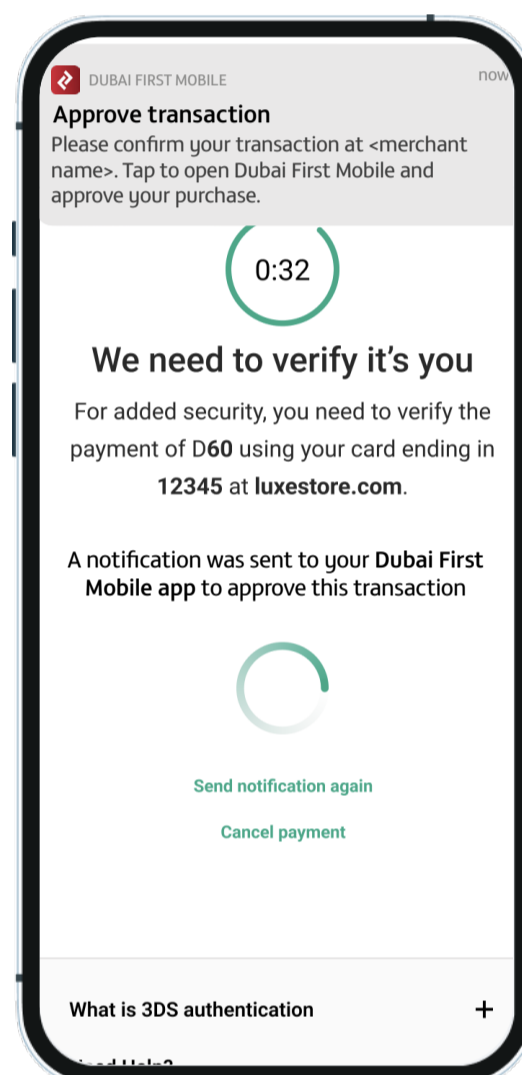 DUBAI FIRST MOBILE
now
Approve transaction
Please confirm your transaction at <merchant
name>. Tap to open Dubai First Mobile and
approve your purchase.
0:32
We need to verify it's you
For added security, you need to verify the
payment of D60 using your card ending in
12345 at luxestore.com.
A notification was sent to your Dubai First
Mobile app to approve this transaction
Send notification again
Cancel payment
What is 3DS authentication
+
Help?